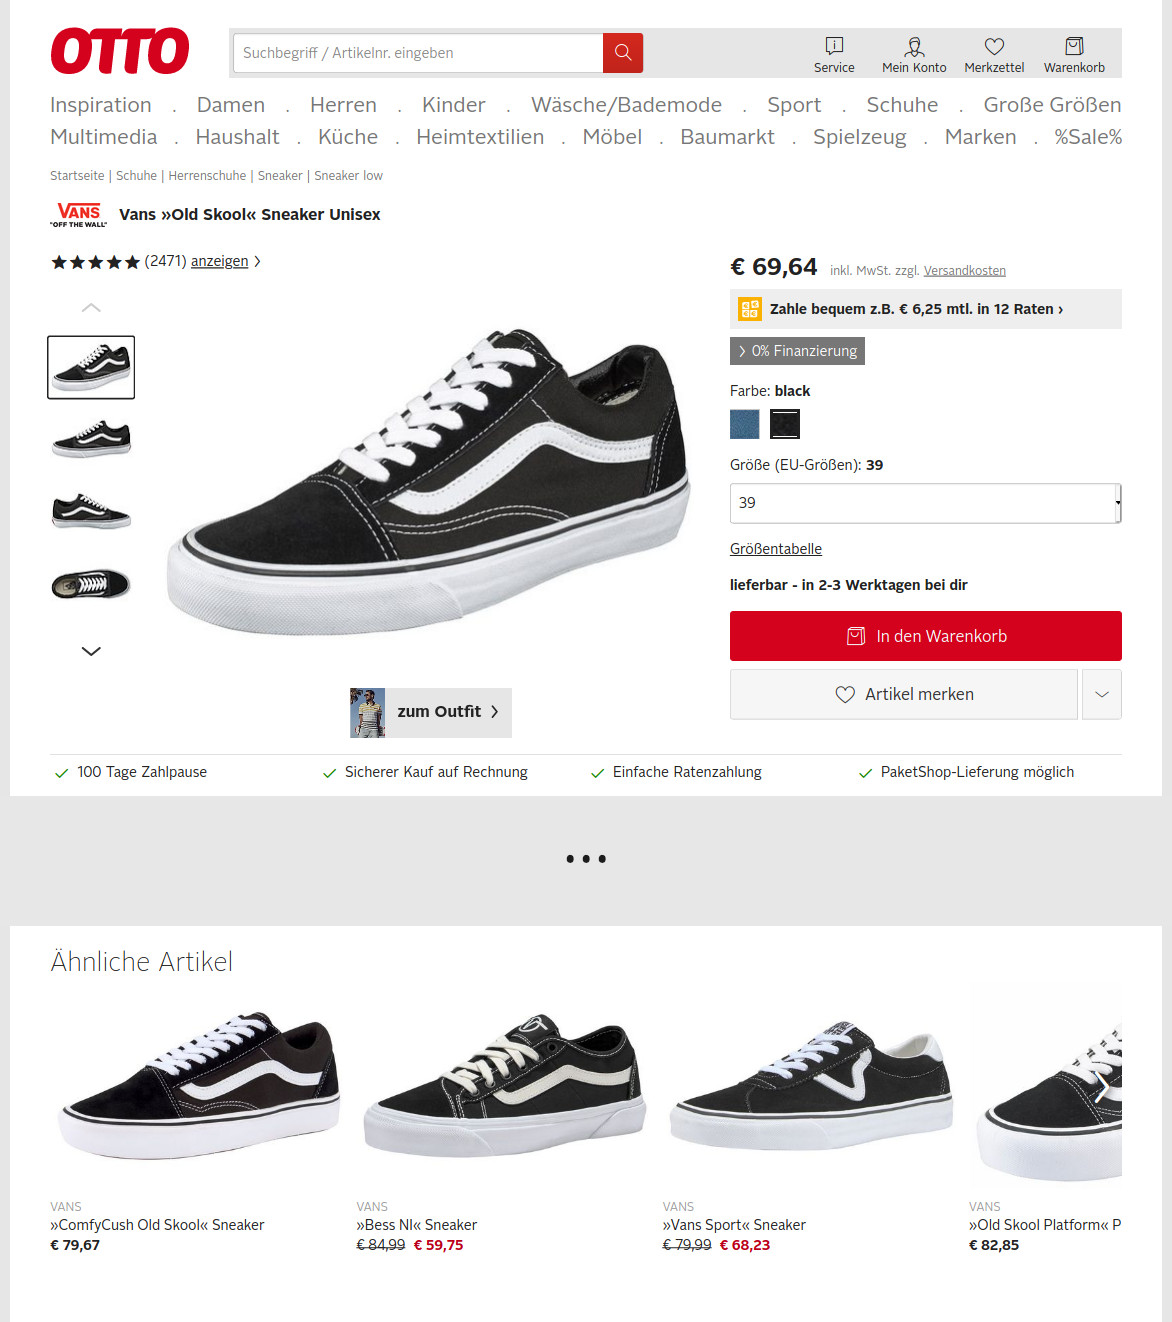 OTTO
Suchbegriff / Artikelnr. eingeben
Service Mein Konto Merkzettel Warenkorb
Inspiration . Damen . Herren . Kinder . Wäsche/Bademode . Sport . Schuhe . Große Größen
Multimedia . Haushalt . Küche . Heimtextilien . Möbel . Baumarkt . Spielzeug . Marken . %Sale%
Startseite | Schuhe | Herrenschuhe | Sneaker | Sneaker low
VANS
"OFF THE WALL"
Vans »Old Skool« Sneaker Unisex
(2471) anzeigen
€ 69,64 inkl. MwSt. zzgl. Versandkosten
Zahle bequem z.B. € 6,25 mtl. in 12 Raten ›
0% Finanzierung
Farbe: black
Größe (EU-Größen): 39
39
Größentabelle
lieferbar - in 2-3 Werktagen bei dir
In den Warenkorb
Artikel merken
zum Outfit
100 Tage Zahlpause
Sicherer Kauf auf Rechnung
Einfache Ratenzahlung
PaketShop-Lieferung möglich
•••
Ähnliche Artikel
VANS
»ComfyCush Old Skool« Sneaker
€ 79,67
VANS
»Bess NI« Sneaker
€ 84,99 € 59,75
VANS
»Vans Sport« Sneaker
€ 79,99 € 68,23
VANS
»Old Skool Platform« P
€ 82,85